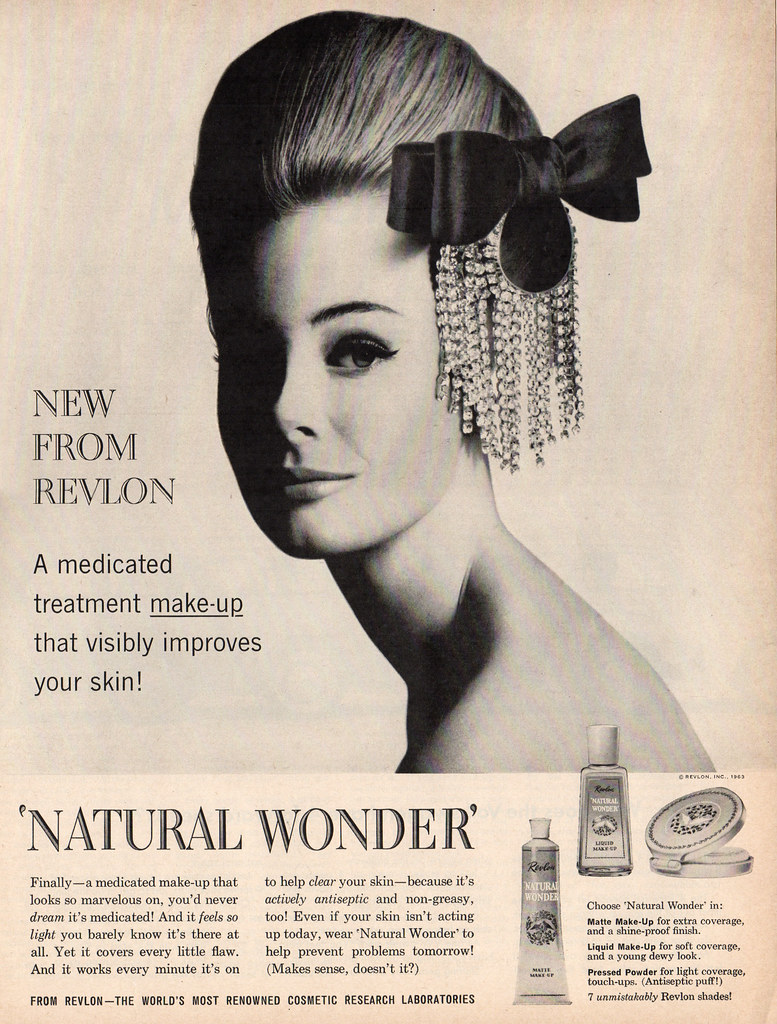 NEW
FROM
REVLON
A medicated
treatment make-up
that visibly improves
your skin!
© REVLON, INC., 1963
'NATURAL WONDER'
Finally—a medicated make-up that
looks so marvelous on, you'd never
dream it's medicated! And it feels so
light you barely know it's there at
all. Yet it covers every little flaw.
And it works every minute it's on
to help clear your skin—because it's
actively antiseptic and non-greasy,
too! Even if your skin isn't acting
up today, wear 'Natural Wonder' to
help prevent problems tomorrow!
(Makes sense, doesn't it?)
FROM REVLON—THE WORLD'S MOST RENOWNED COSMETIC RESEARCH LABORATORIES
Revlon
'NATURAL
WONDER'
MATTE
MAKE-UP
Revlon
'NATURAL
WONDER'
LIQUID
MAKE-UP
Choose 'Natural Wonder' in:
Matte Make-Up for extra coverage,
and a shine-proof finish.
Liquid Make-Up for soft coverage,
and a young dewy look.
Pressed Powder for light coverage,
touch-ups. (Antiseptic puff!)
7 unmistakably Revlon shades!